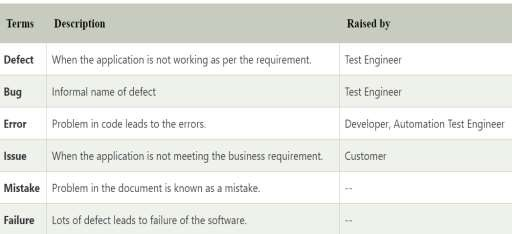 Terms Description Raised by
Defect When the application is not working as per the requirement. Test Engineer
Bug Informal name of defect Test Engineer
Error Problem in code leads to the errors. Developer, Automation Test Engineer
Issue When the application is not meeting the business requirement. Customer
Mistake Problem in the document is known as a mistake. --
Failure Lots of defect leads to failure of the software. --